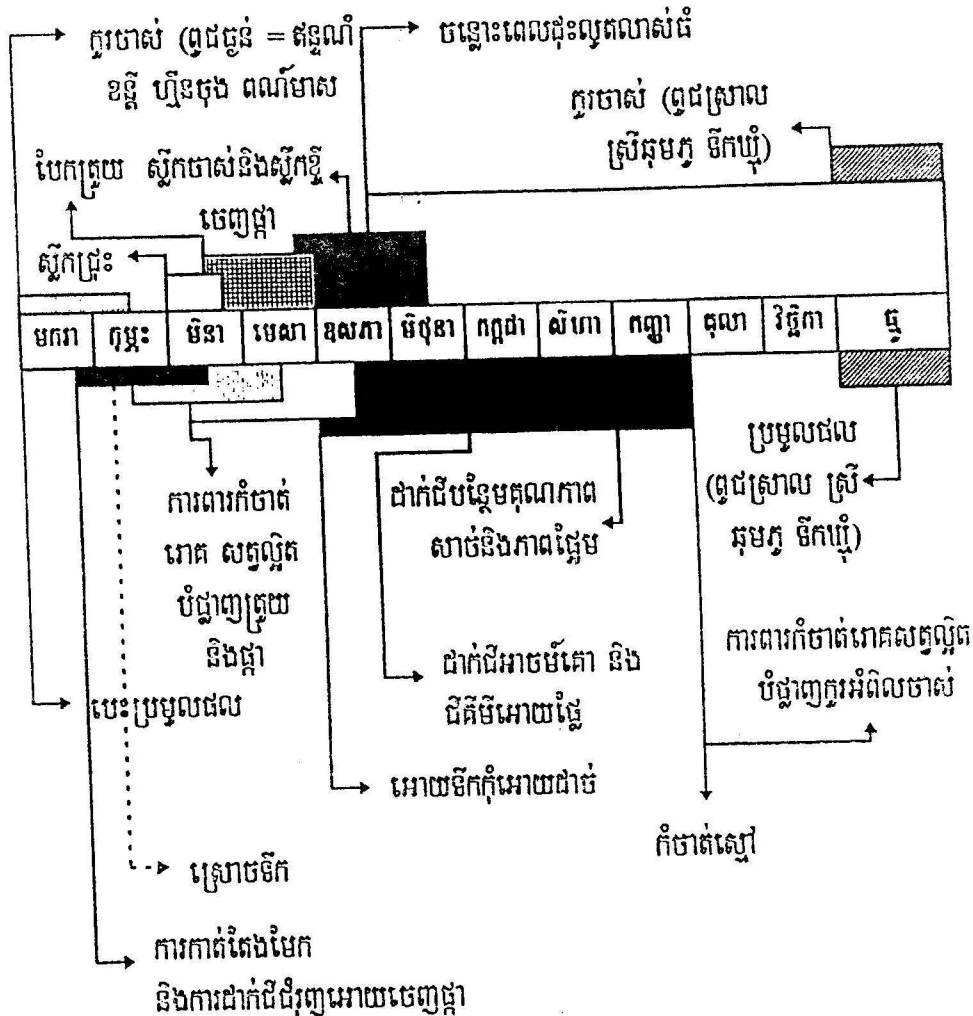 កួរចាស់ (ពូជធ្ងន់ = ឥន្ទណំ
ខន្តី ហ្មឺនចុង ពណ៍មាស
ចន្លោះពេលដុះលូតលាស់ធំ
កួរចាស់ (ពូជស្រាល
ស្រីឆុមភូ ទឹកឃ្មុំ)
បែកត្រួយ ស្លឹកចាស់និងស្លឹកខ្ចី
ចេញផ្កា
ស្លឹកជ្រុះ
មករា កុម្ភះ មិនា មេសា ឧសភា មិថុនា កក្កដា សីហា កញ្ញា តុលា វិច្ឆិកា ធ្នូ
ប្រមូលផល
(ពូជស្រាល ស្រី
ឆុមភូ ទឹកឃ្មុំ)
ការពារកំចាត់
រោគ សត្វល្អិត
បំផ្លាញត្រួយ
និងផ្កា
ដាក់ជីបន្ថែមគុណភាព
សាច់និងភាពផ្អែម
ដាក់ជីអាចម៍គោ និង
ជីគីមីអោយផ្លែ
ការពារកំចាត់រោគសត្វល្អិត
បំផ្លាញកួរអំពិលចាស់
បេះប្រមូលផល
អោយទឹកកុំអោយដាច់
កំចាត់ស្មៅ
ស្រោចទឹក
ការកាត់តែងមែក
និងការដាក់ជីជំរុញអោយចេញផ្កា